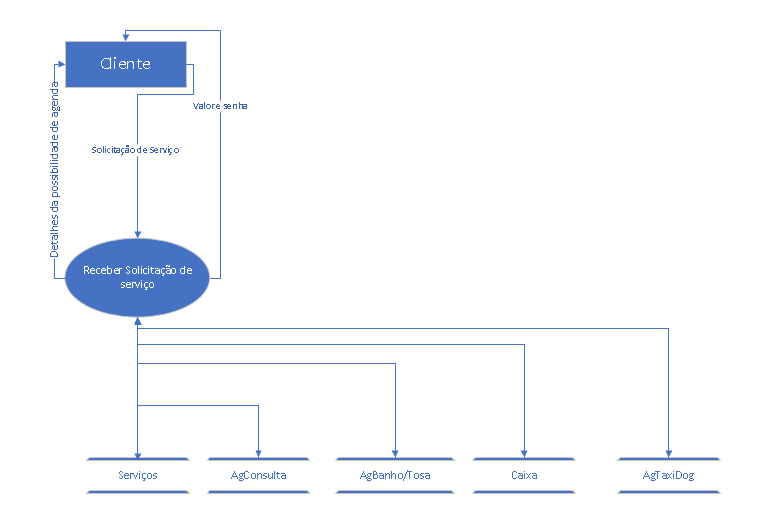 Cliente
Valor e senha
Solicitação de Serviço
Detalhes da possibilidade de agenda
Receber Solicitação de
serviço
Serviços
AgConsulta
AgBanho/Tosa
Caixa
AgTaxiDog